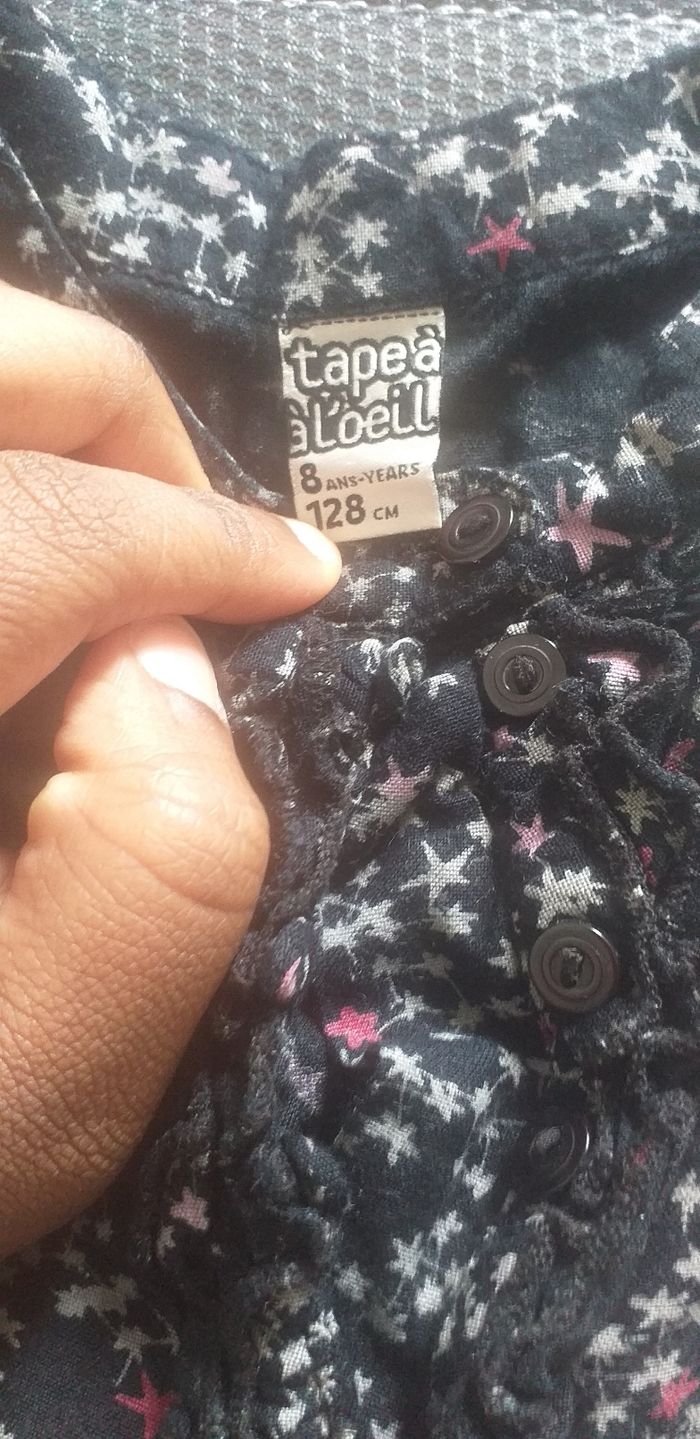 tape à
à l'oeil
8 ANS-YEARS
128 CM